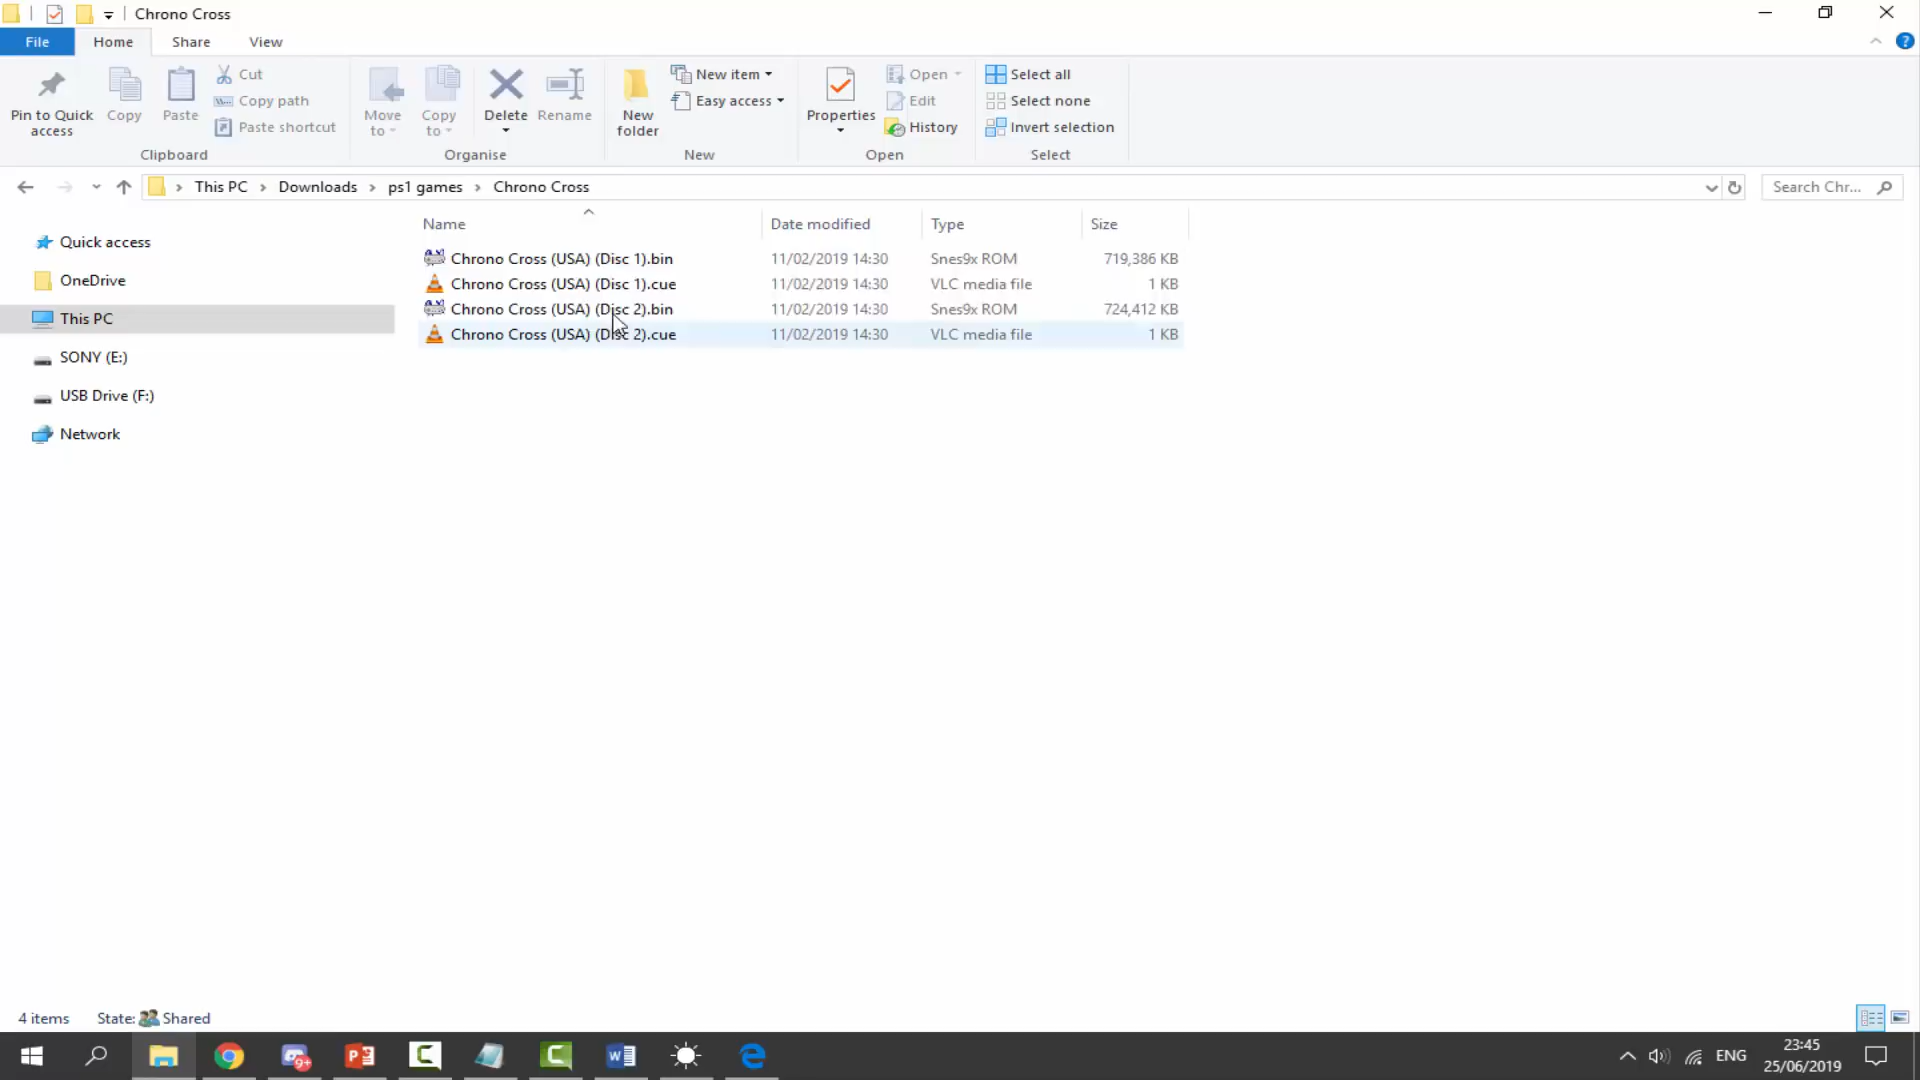 Chrono Cross
File Home Share View
Pin to Quick access
Copy
Paste
Cut
Copy path
Paste shortcut
Clipboard
Move to
Copy to
Delete
Rename
Organise
New folder
New item
Easy access
New
Properties
Open
Edit
History
Open
Select all
Select none
Invert selection
Select
This PC > Downloads > ps1 games > Chrono Cross
Search Chr...
Name Date modified Type Size
Chrono Cross (USA) (Disc 1).bin 11/02/2019 14:30 Snes9x ROM 719,386 KB
Chrono Cross (USA) (Disc 1).cue 11/02/2019 14:30 VLC media file 1 KB
Chrono Cross (USA) (Disc 2).bin 11/02/2019 14:30 Snes9x ROM 724,412 KB
Chrono Cross (USA) (Disc 2).cue 11/02/2019 14:30 VLC media file 1 KB
Quick access
OneDrive
This PC
SONY (E:)
USB Drive (F:)
Network
4 items State: Shared
9+
ENG
23:45
25/06/2019